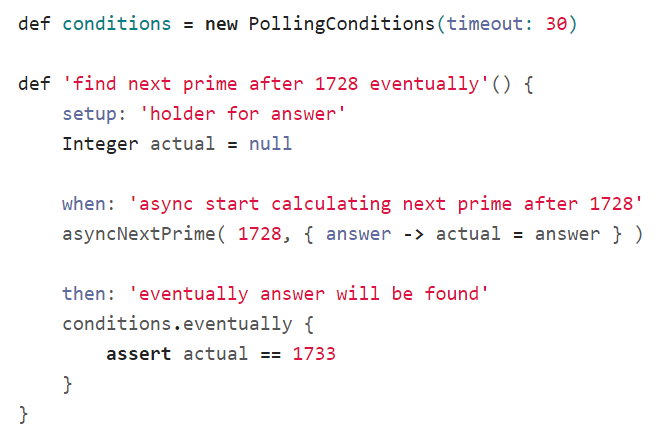 def conditions = new PollingConditions(timeout: 30)
def 'find next prime after 1728 eventually'() {
    setup: 'holder for answer'
    Integer actual = null
    when: 'async start calculating next prime after 1728'
    asyncNextPrime( 1728, { answer -> actual = answer } )
    then: 'eventually answer will be found'
    conditions.eventually {
        assert actual == 1733
    }
}